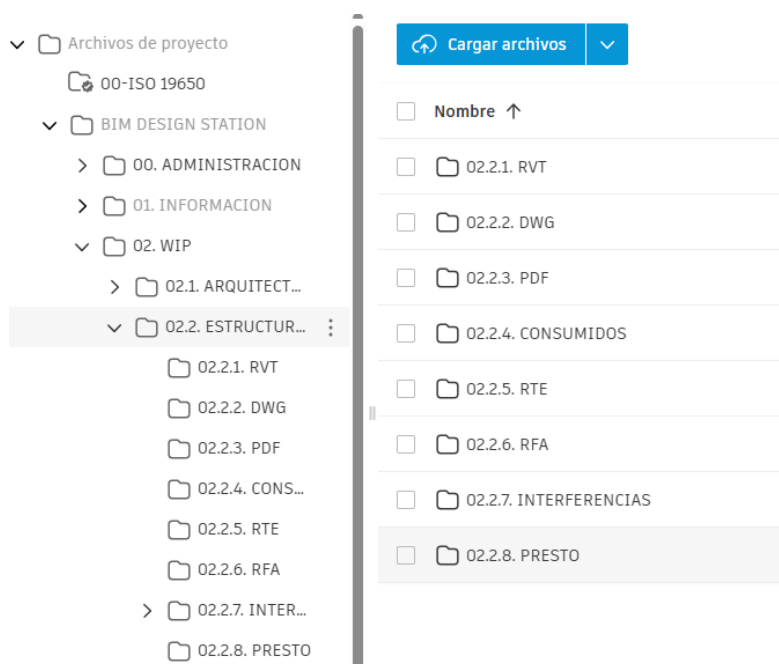 Archivos de proyecto
00-ISO 19650
BIM DESIGN STATION
00. ADMINISTRACION
01. INFORMACION
02. WIP
02.1. ARQUITECT...
02.2. ESTRUCTUR...
02.2.1. RVT
02.2.2. DWG
02.2.3. PDF
02.2.4. CONS...
02.2.5. RTE
02.2.6. RFA
02.2.7. INTER...
02.2.8. PRESTO
Cargar archivos
Nombre
02.2.1. RVT
02.2.2. DWG
02.2.3. PDF
02.2.4. CONSUMIDOS
02.2.5. RTE
02.2.6. RFA
02.2.7. INTERFERENCIAS
02.2.8. PRESTO